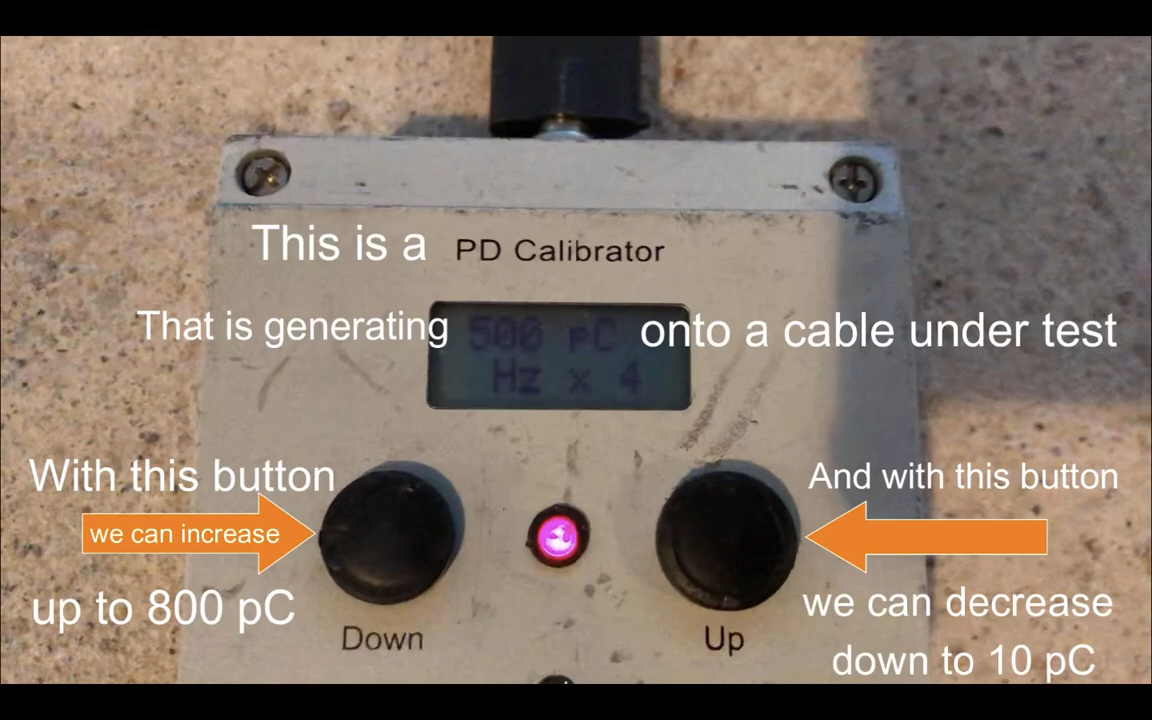 This is a PD Calibrator
That is generating 500 pC onto a cable under test
Hz x 4
With this button
we can increase
up to 800 pC
And with this button
we can decrease
down to 10 pC
Down
Up